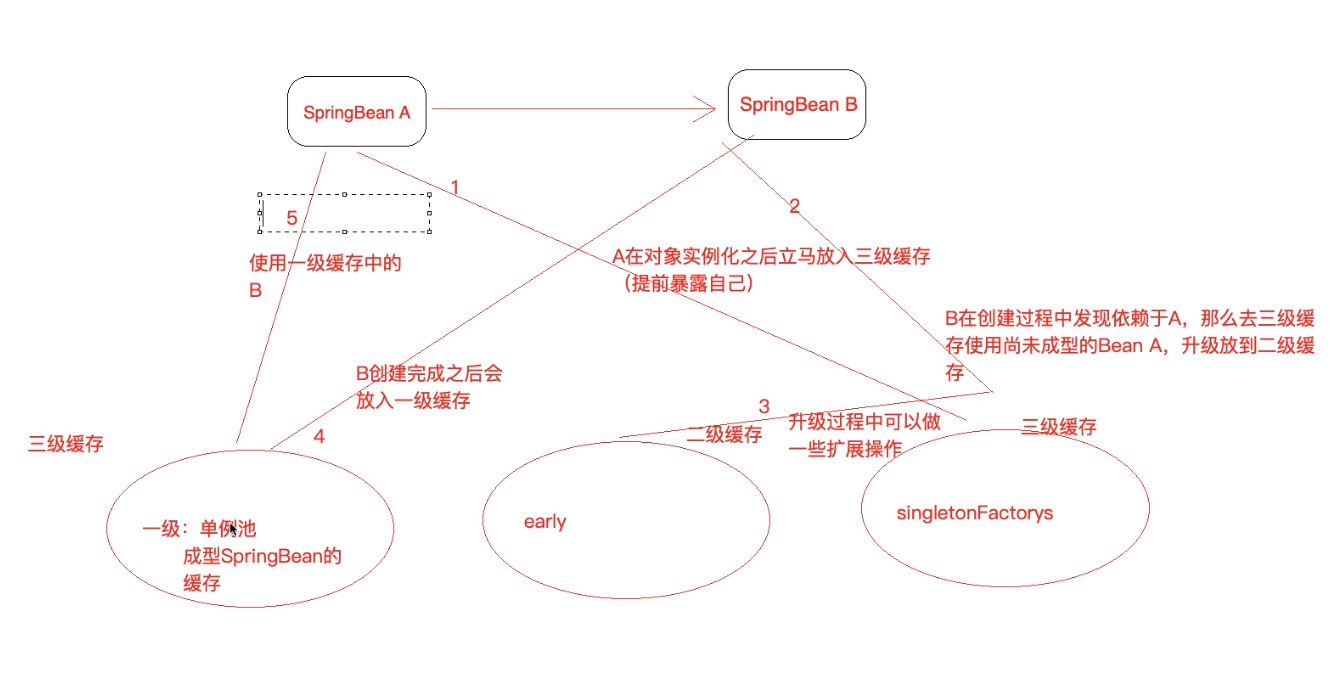 SpringBean A
SpringBean B
1
2
5
使用一级缓存中的
B
A在对象实例化之后立马放入三级缓存
（提前暴露自己）
B在创建过程中发现依赖于A，那么去三级缓
存使用尚未成型的Bean A，升级放到二级缓
存
B创建完成之后会
放入一级缓存
4
3
升级过程中可以做
一些扩展操作
三级缓存
二级缓存
三级缓存
一级：单例池
成型SpringBean的
缓存
early
singletonFactorys